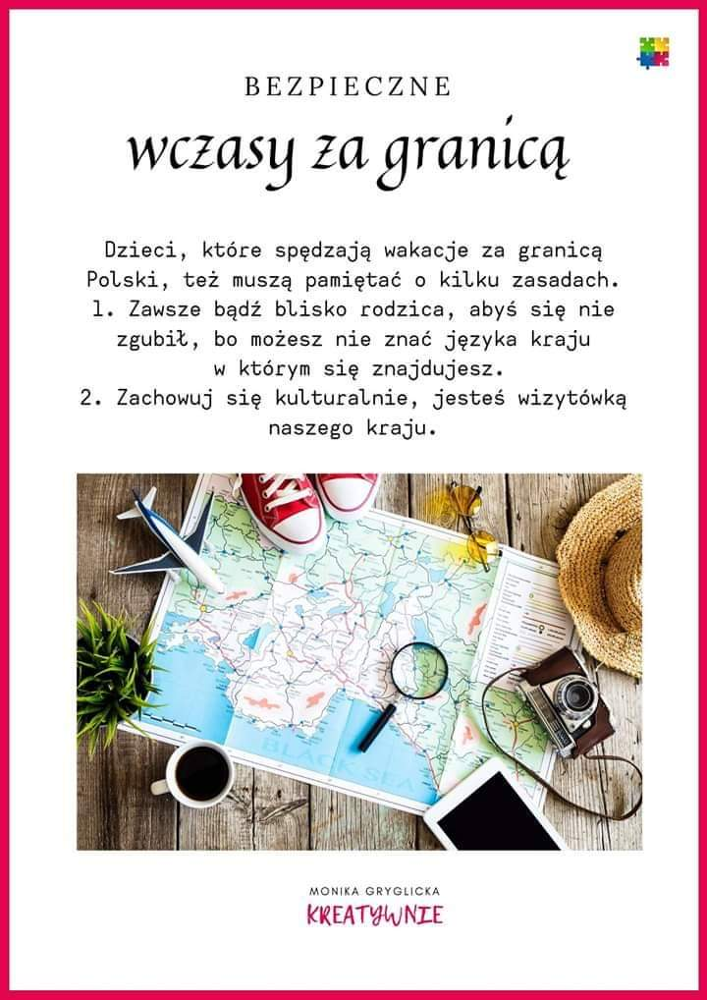 BEZPIECZNE
wczasy za granicą
Dzieci, które spędzają wakacje za granicą
Polski, też muszą pamiętać o kilku zasadach.
1. Zawsze bądź blisko rodzica, abyś się nie
zgubił, bo możesz nie znać języka kraju
w którym się znajdujesz.
2. Zachowuj się kulturalnie, jesteś wizytówką
naszego kraju.
BLACK SEA
MONIKA GRYGLICKA
KREATYWNIE